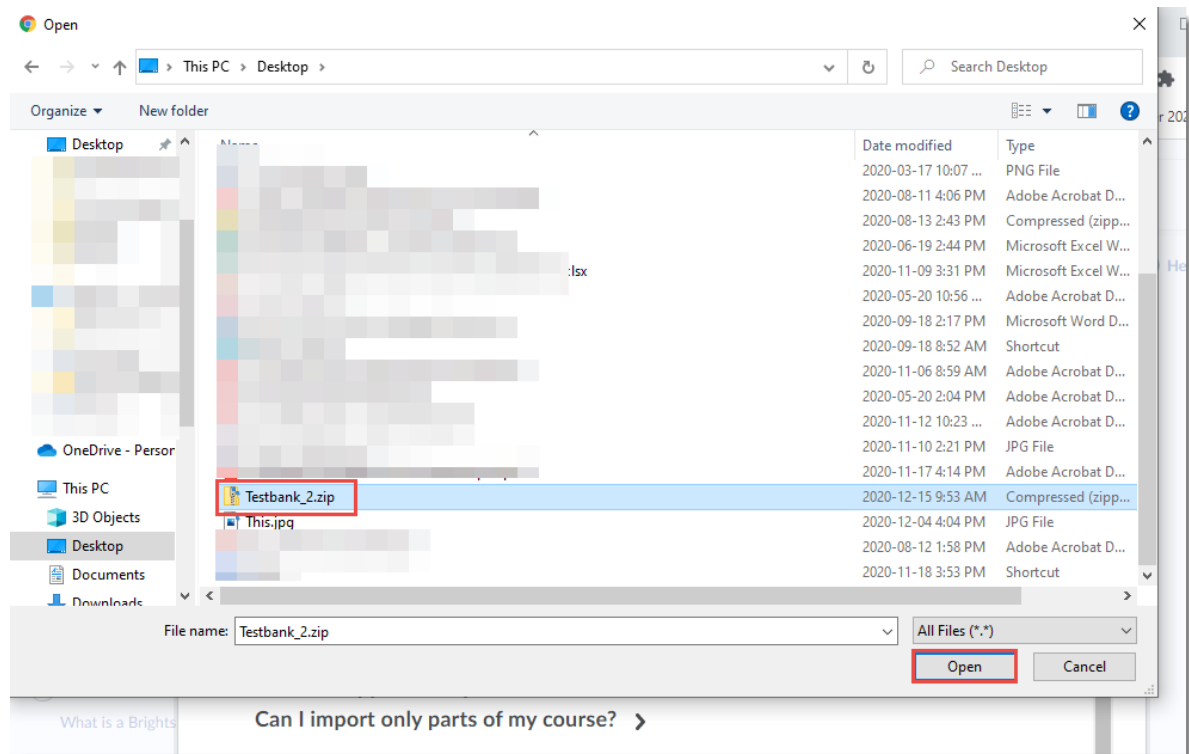 Open
This PC > Desktop >
Search Desktop
Organize
New folder
r 202
Desktop
Date modified
Type
2020-03-17 10:07 ... PNG File
2020-08-11 4:06 PM Adobe Acrobat D...
2020-08-13 2:43 PM Compressed (zipp...
2020-06-19 2:44 PM Microsoft Excel W...
:lsx 2020-11-09 3:31 PM Microsoft Excel W...
He
2020-05-20 10:56 ... Adobe Acrobat D...
2020-09-18 2:17 PM Microsoft Word D...
2020-09-18 8:52 AM Shortcut
2020-11-06 8:59 AM Adobe Acrobat D...
2020-05-20 2:04 PM Adobe Acrobat D...
2020-11-12 10:23 ... Adobe Acrobat D...
2020-11-10 2:21 PM JPG File
2020-11-17 4:14 PM Adobe Acrobat D...
Testbank_2.zip 2020-12-15 9:53 AM Compressed (zipp...
This.jpg 2020-12-04 4:04 PM JPG File
2020-08-12 1:58 PM Adobe Acrobat D...
2020-11-18 3:53 PM Shortcut
OneDrive - Person
This PC
3D Objects
Desktop
Documents
Downloads
File name: Testbank_2.zip
All Files (*.*)
Open
Cancel
What is a Brights
Can I import only parts of my course? >